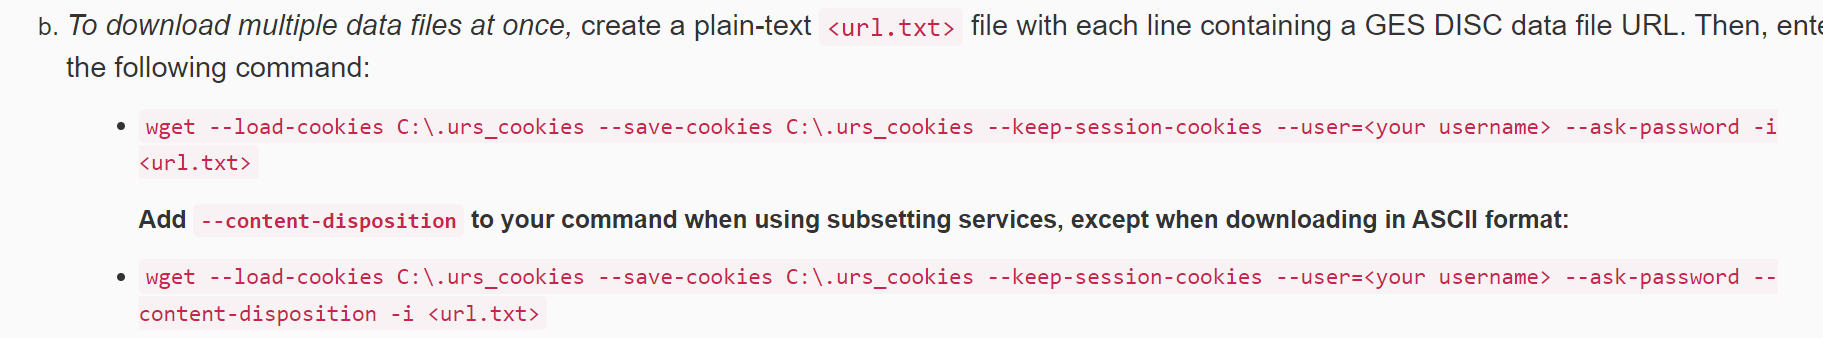 b. To download multiple data files at once, create a plain-text <url.txt> file with each line containing a GES DISC data file URL. Then,
the following command:
• wget --load-cookies C:\.urs_cookies --save-cookies C:\.urs_cookies --keep-session-cookies --user=<your username> --ask-password -i
<url.txt>
Add --content-disposition to your command when using subsetting services, except when downloading in ASCII format:
• wget --load-cookies C:\.urs_cookies --save-cookies C:\.urs_cookies --keep-session-cookies --user=<your username> --ask-password --
content-disposition -i <url.txt>